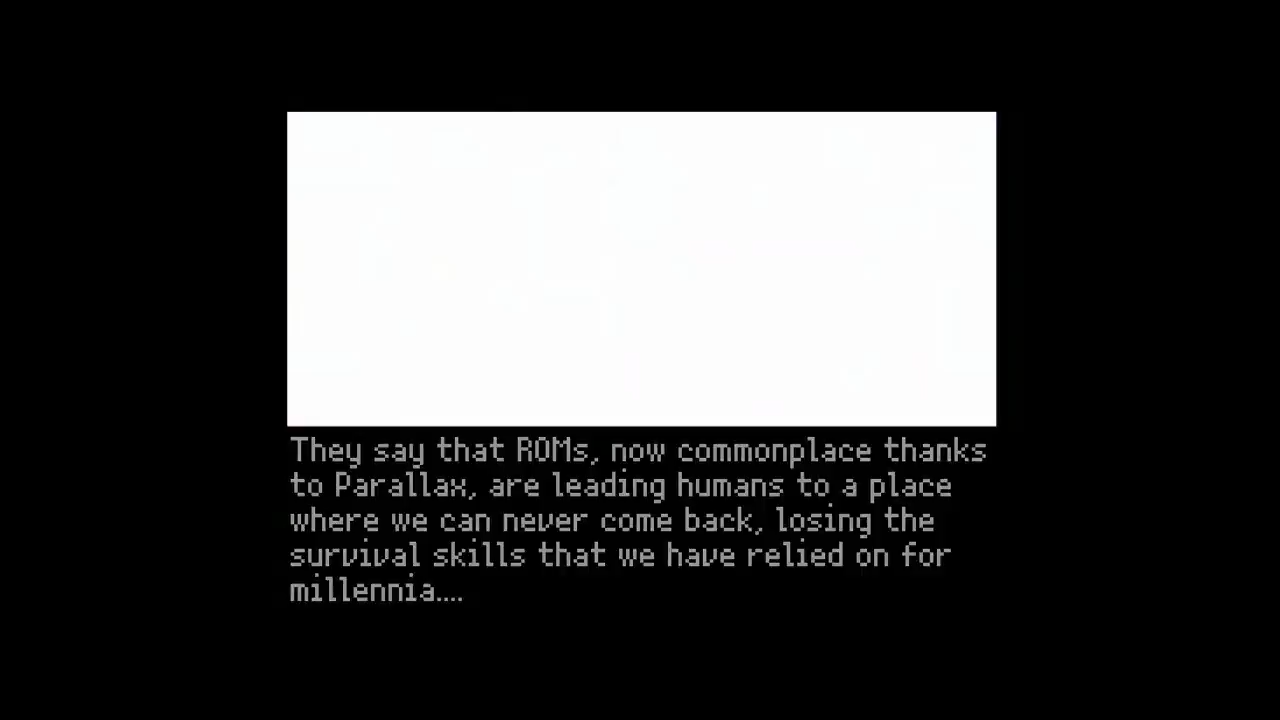 They say that ROMs, now commonplace thanks
to Parallax, are leading humans to a place
where we can never come back, losing the
survival skills that we have relied on for
millennia....